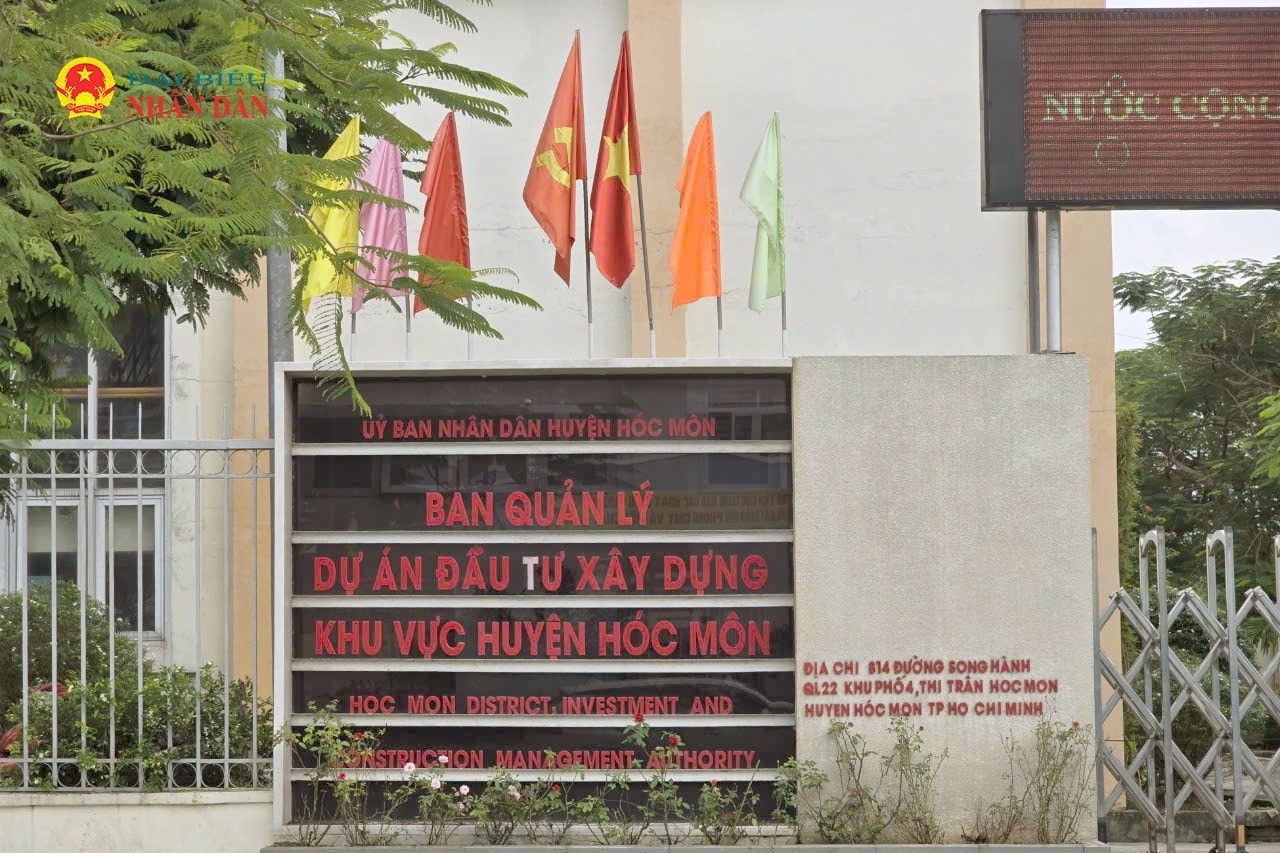 ĐẠI BIỂU
NHÂN DÂN
NƯỚC CỘNG
UỶ BAN NHÂN DÂN HUYỆN HÓC MÔN
BAN QUẢN LÝ
DỰ ÁN ĐẦU TƯ XÂY DỰNG
KHU VỰC HUYỆN HÓC MÔN
HOC MON DISTRICT INVESTMENT AND
CONSTRUCTION MANAGEMENT AUTHORITY
ĐỊA CHỈ 814 ĐƯỜNG SONG HÀNH
QL22 KHU PHỐ 4, THỊ TRẤN HOC MON
HUYEN HÓC MON TP HO CHI MINH